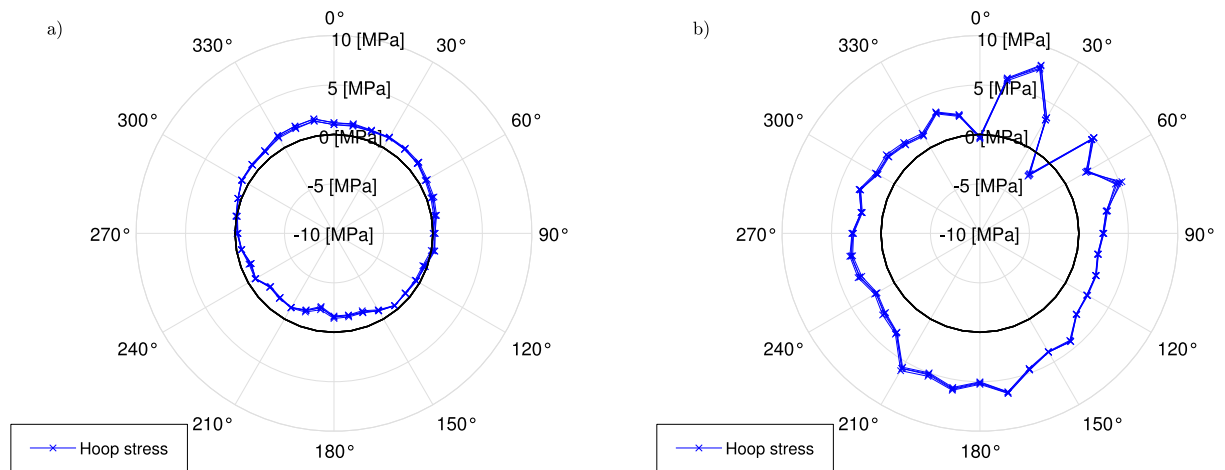 a)
0°
330°
10 [MPa]
30°
5 [MPa]
300°
60°
0 [MPa]
-5 [MPa]
270°
-10 [MPa]
90°
240°
120°
210°
150°
180°
Hoop stress
b)
0°
330°
10 [MPa]
30°
5 [MPa]
300°
60°
0 [MPa]
-5 [MPa]
270°
-10 [MPa]
90°
240°
120°
210°
150°
180°
Hoop stress